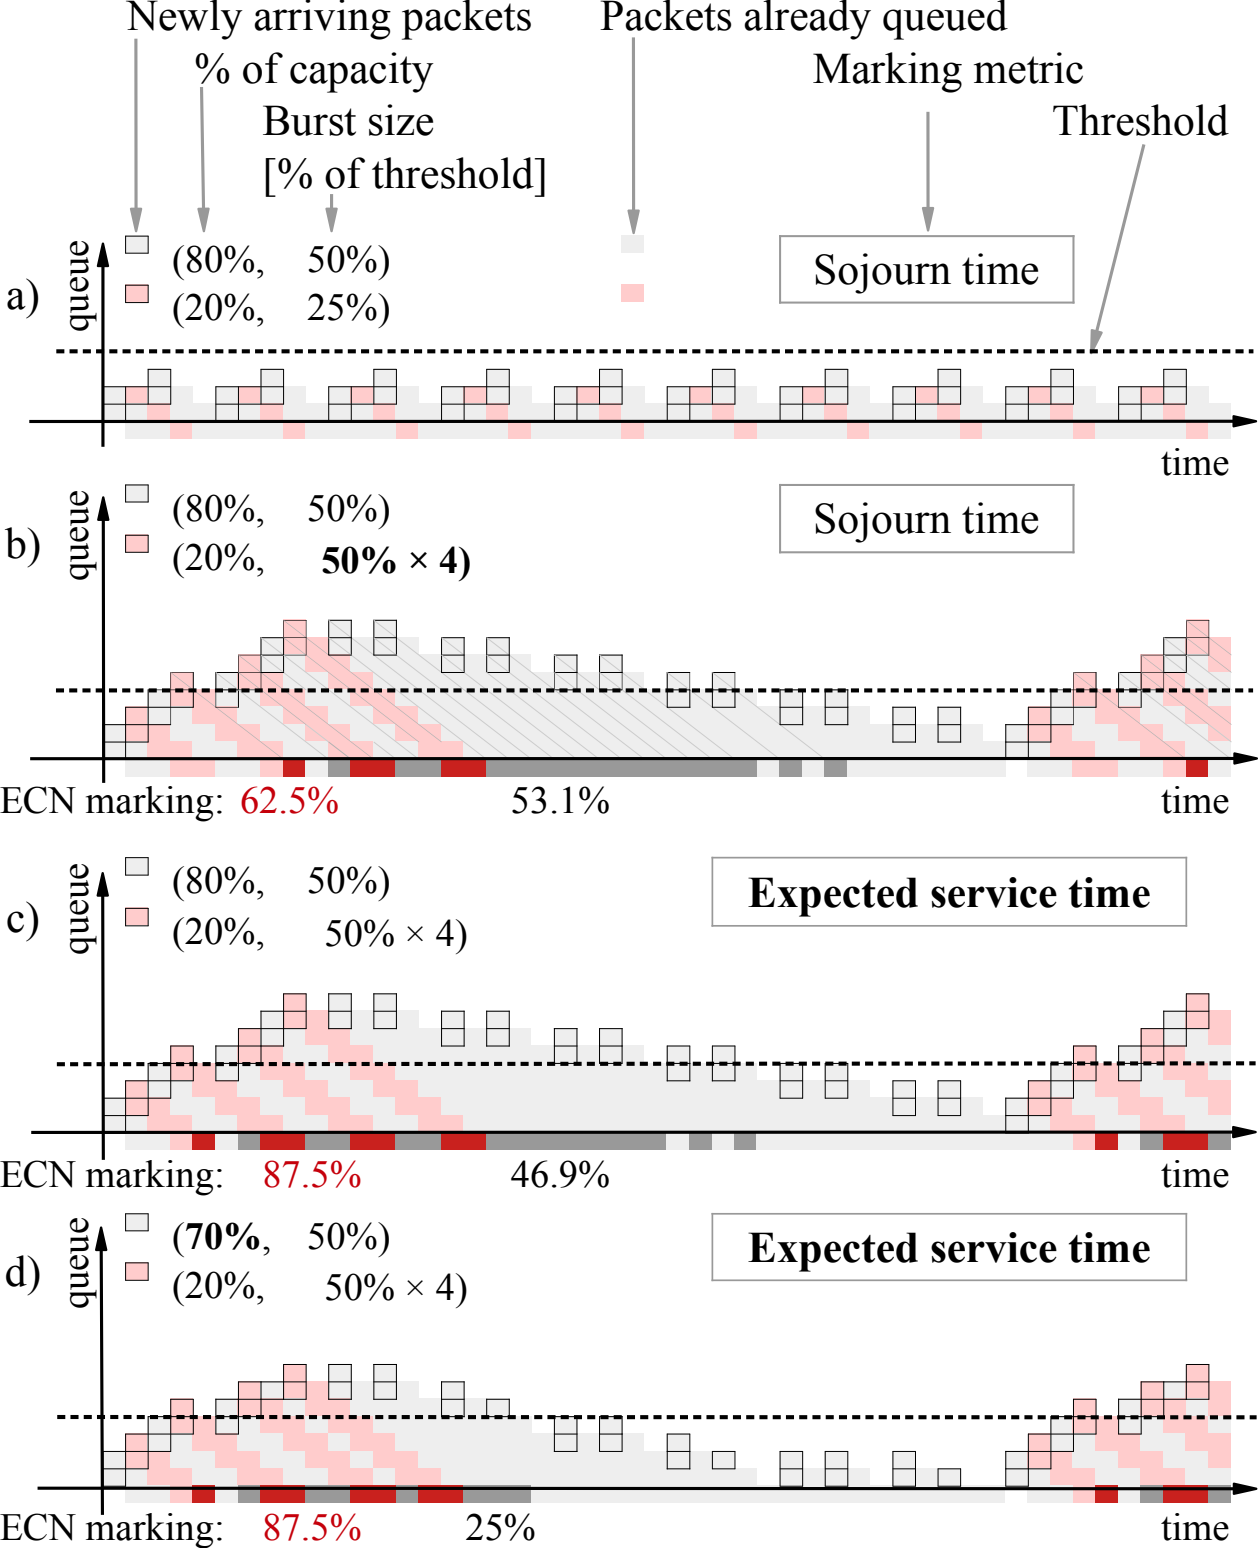 Newly arriving packets Packets already queued
% of capacity Marking metric
Burst size Threshold
[% of threshold]
a) queue (80%, 50%) Sojourn time
(20%, 25%)
time
b) queue (80%, 50%) Sojourn time
(20%, 50% × 4)
ECN marking: 62.5% 53.1% time
c) queue (80%, 50%) Expected service time
(20%, 50% × 4)
ECN marking: 87.5% 46.9% time
d) queue (70%, 50%) Expected service time
(20%, 50% × 4)
ECN marking: 87.5% 25% time